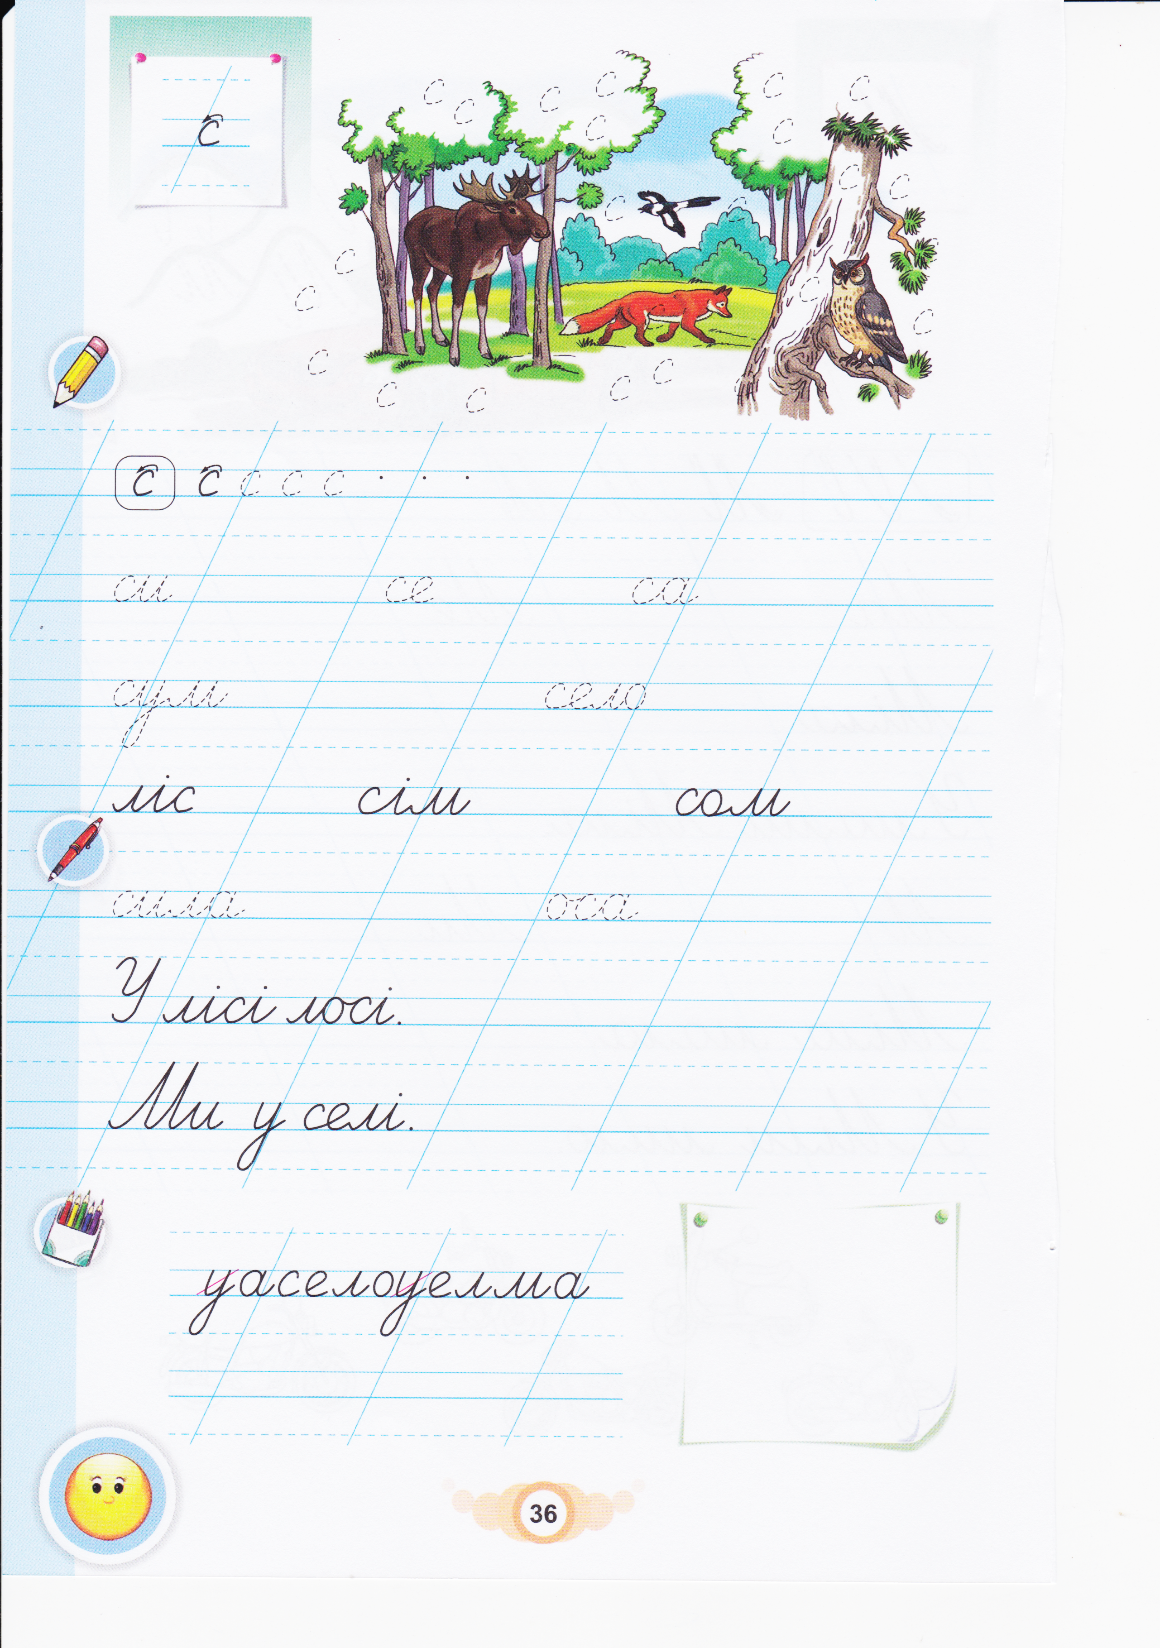 с
с с с с с
си се са
сум село
ліс сім сом
сила оса
У лісі лосі.
Ми у селі.
уаселоуелма
36